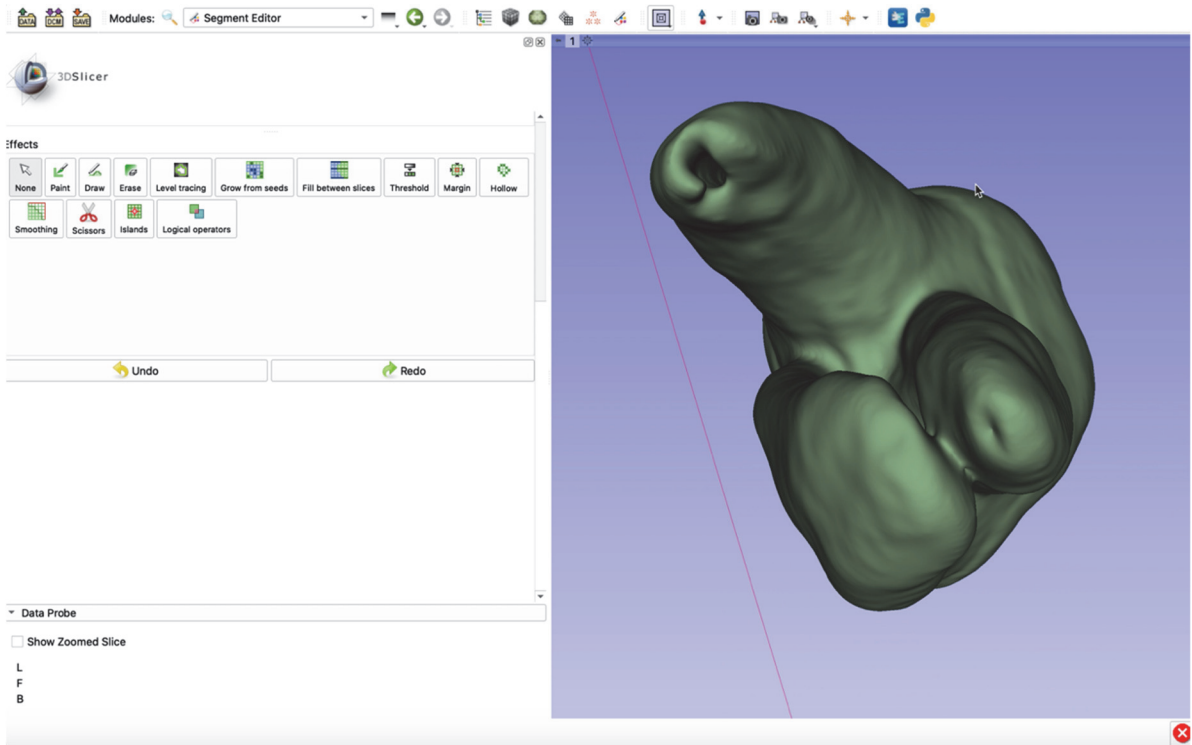 DATA DCM SAVE Modules: Segment Editor
1
3DSlicer
Effects
None Paint Draw Erase Level tracing Grow from seeds Fill between slices Threshold Margin Hollow
Smoothing Scissors Islands Logical operators
Undo Redo
Data Probe
Show Zoomed Slice
L
F
B